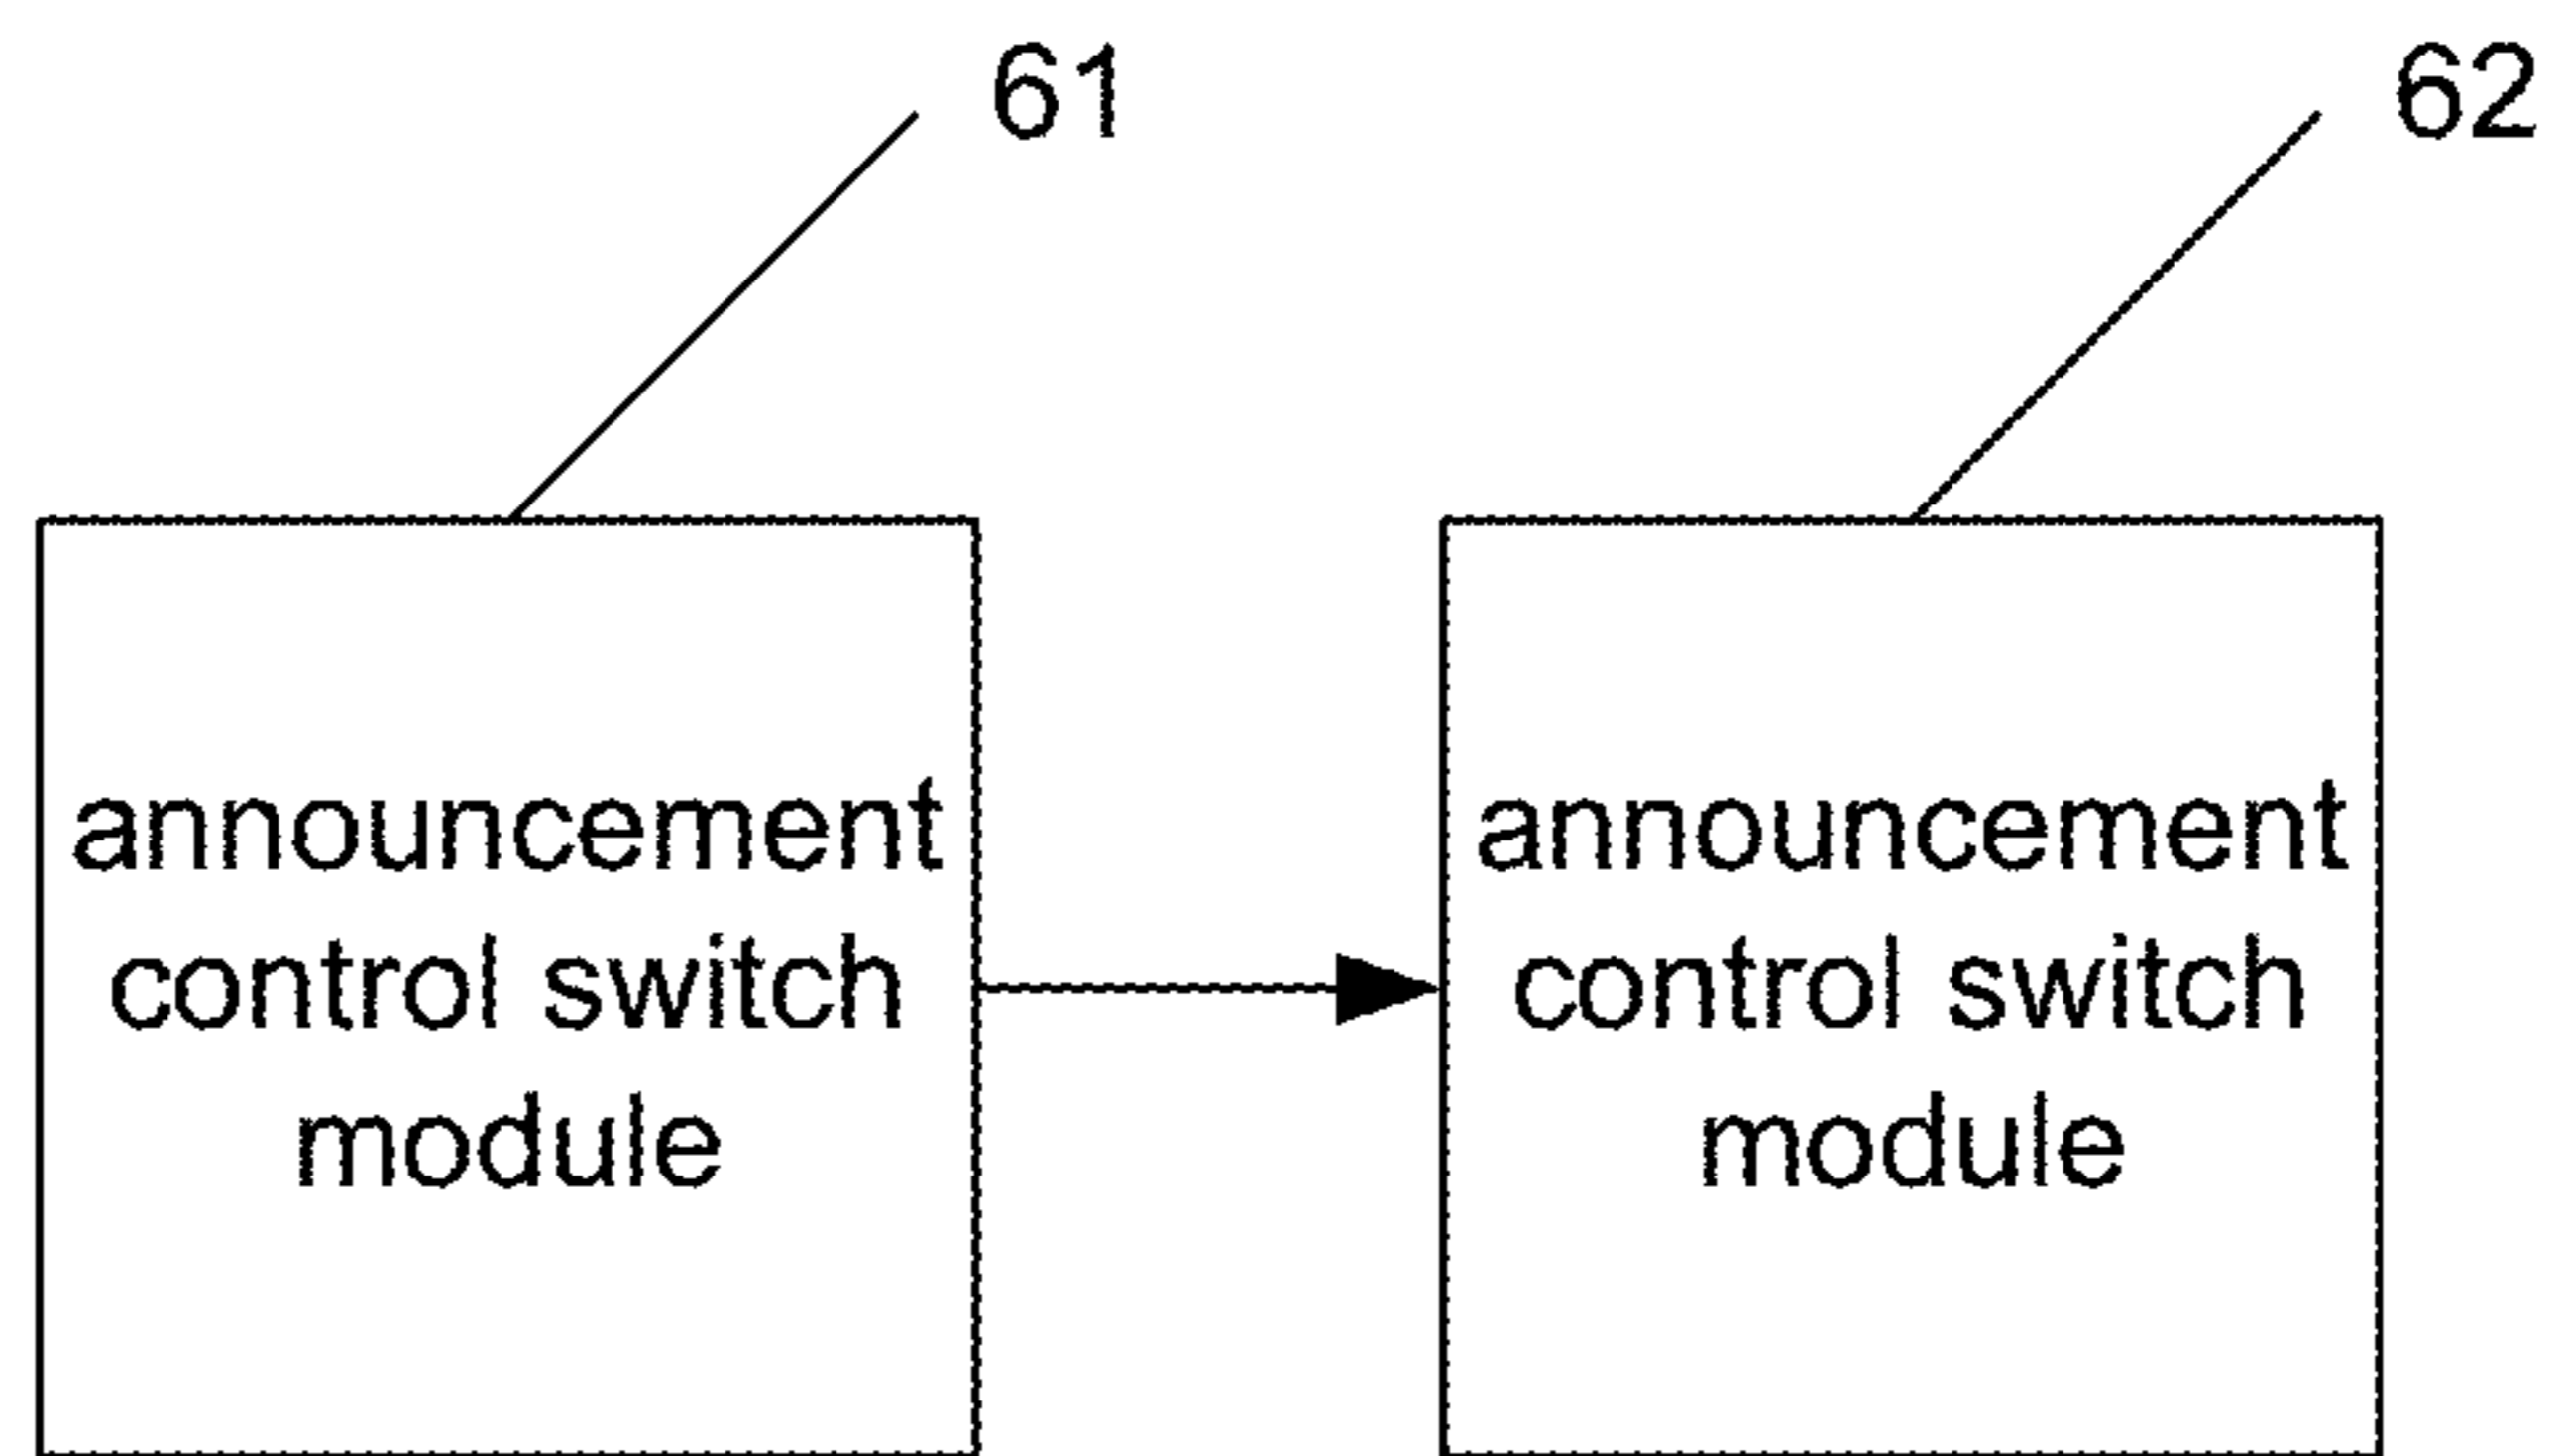 61
62
announcement
control switch
module
announcement
control switch
module